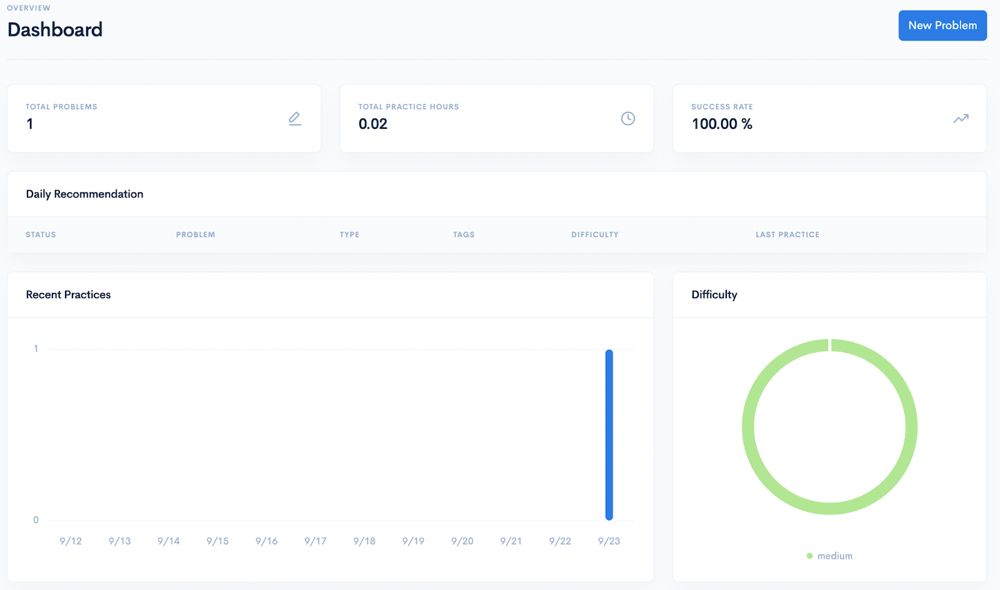 OVERVIEW
Dashboard
New Problem
TOTAL PROBLEMS
1
TOTAL PRACTICE HOURS
0.02
SUCCESS RATE
100.00 %
Daily Recommendation
STATUS PROBLEM TYPE TAGS DIFFICULTY LAST PRACTICE
Recent Practices
1
0
9/12 9/13 9/14 9/15 9/16 9/17 9/18 9/19 9/20 9/21 9/22 9/23
Difficulty
medium